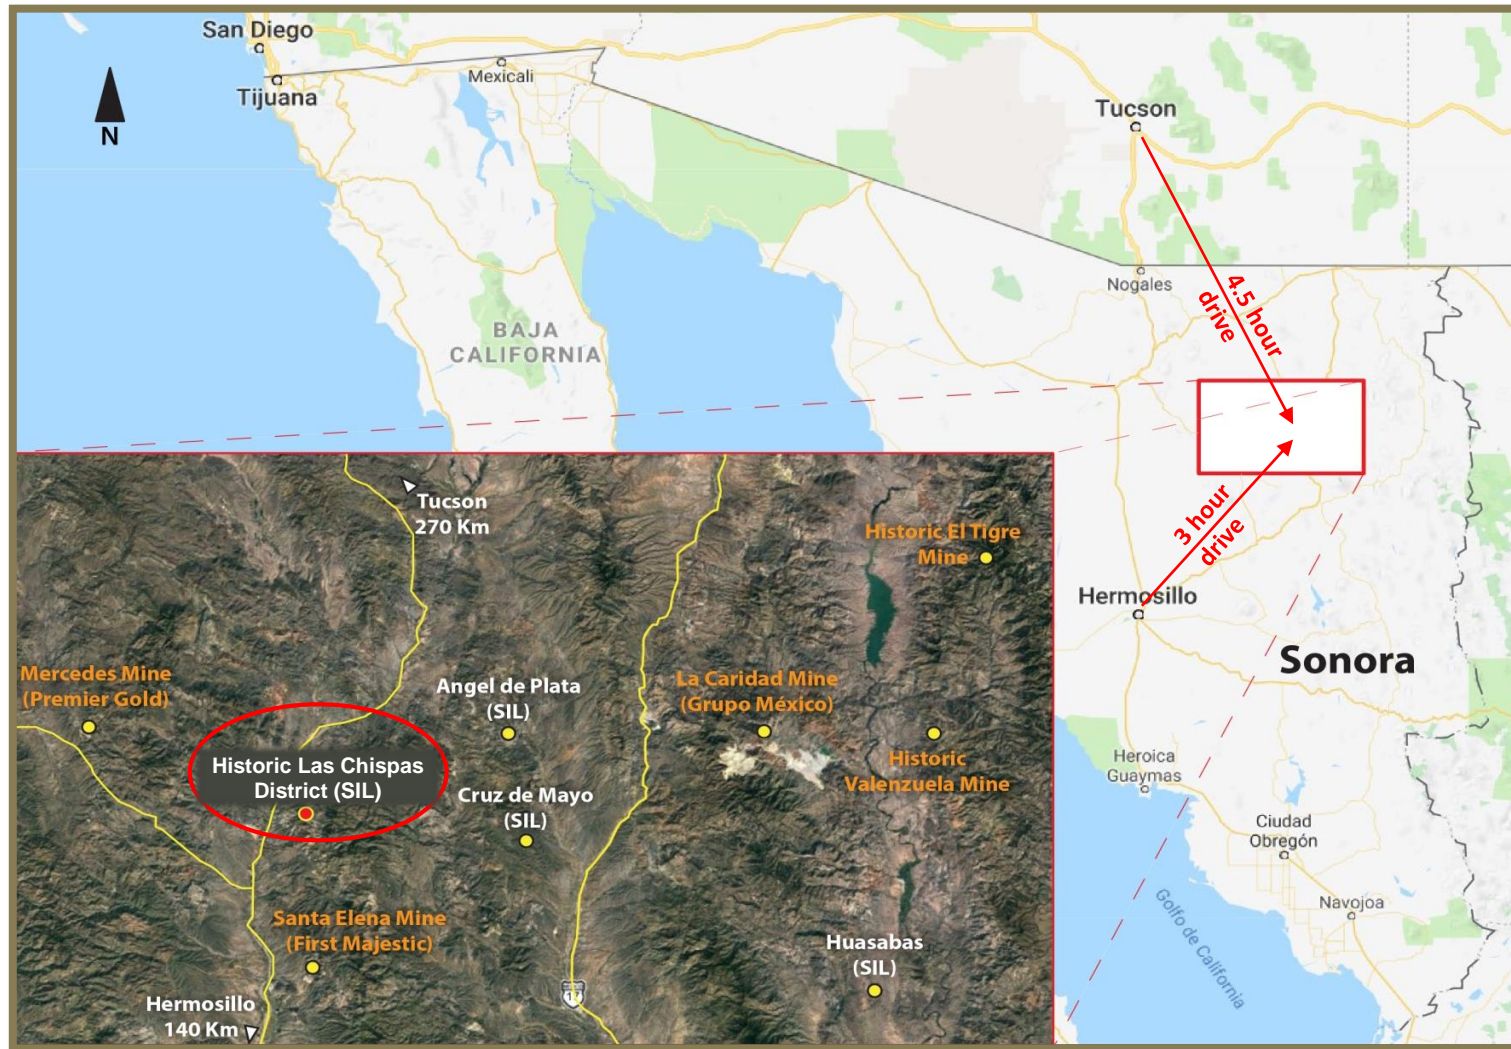 San Diego
Tijuana
Mexicali
N
Tucson
Nogales
BAJA
CALIFORNIA
4.5 hour
drive
3 hour
drive
Hermosillo
Sonora
Heroica
Guaymas
Ciudad
Obregón
Navojoa
Golfo de California
Tucson
270 Km
Historic El Tigre
Mine
Mercedes Mine
(Premier Gold)
Angel de Plata
(SIL)
La Caridad Mine
(Grupo México)
Historic Las Chispas
District (SIL)
Cruz de Mayo
(SIL)
Historic
Valenzuela Mine
Santa Elena Mine
(First Majestic)
Huasabas
(SIL)
Hermosillo
140 Km
17